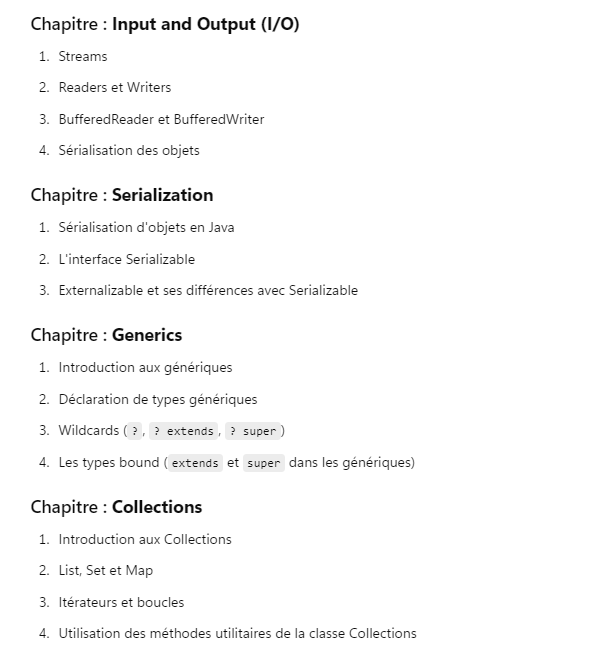 Chapitre : Input and Output (I/O)
1. Streams
2. Readers et Writers
3. BufferedReader et BufferedWriter
4. Sérialisation des objets
Chapitre : Serialization
1. Sérialisation d'objets en Java
2. L'interface Serializable
3. Externalizable et ses différences avec Serializable
Chapitre : Generics
1. Introduction aux génériques
2. Déclaration de types génériques
3. Wildcards ( ? , ? extends , ? super )
4. Les types bound ( extends et super dans les génériques)
Chapitre : Collections
1. Introduction aux Collections
2. List, Set et Map
3. Itérateurs et boucles
4. Utilisation des méthodes utilitaires de la classe Collections